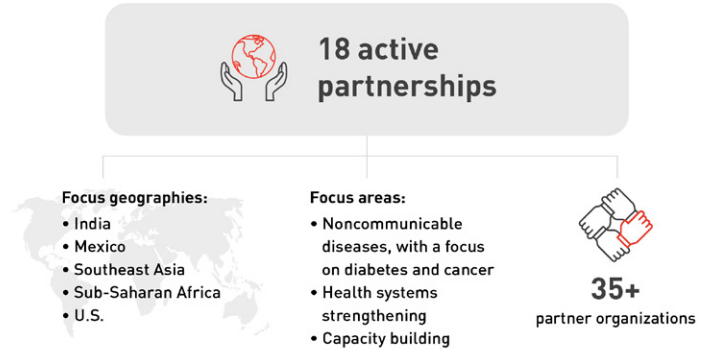 18 active
partnerships
Focus geographies:
• India
• Mexico
• Southeast Asia
• Sub-Saharan Africa
• U.S.
Focus areas:
• Noncommunicable
diseases, with a focus
on diabetes and cancer
• Health systems
strengthening
• Capacity building
35+
partner organizations